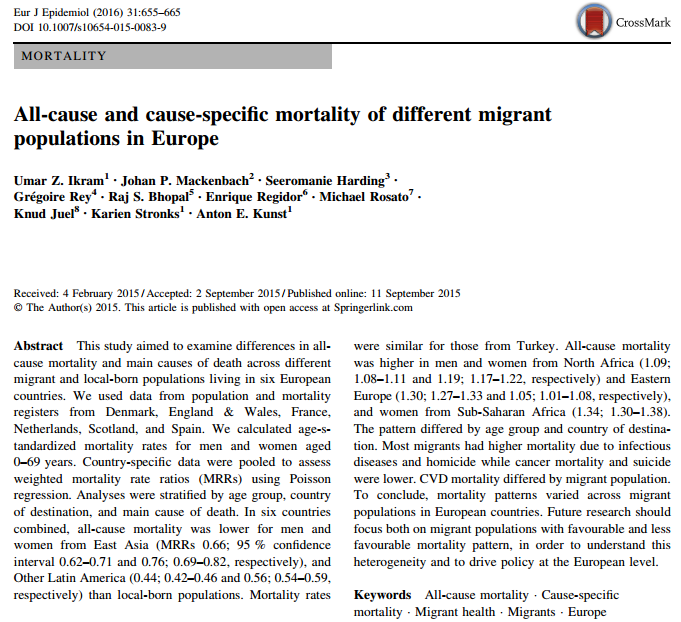 Eur J Epidemiol (2016) 31:655–665
DOI 10.1007/s10654-015-0083-9
CrossMark
MORTALITY
All-cause and cause-specific mortality of different migrant
populations in Europe
Umar Z. Ikram1 · Johan P. Mackenbach2 · Seeromanie Harding3 ·
Grégoire Rey4 · Raj S. Bhopal5 · Enrique Regidor6 · Michael Rosato7 ·
Knud Juel8 · Karien Stronks1 · Anton E. Kunst1
Received: 4 February 2015 / Accepted: 2 September 2015 / Published online: 11 September 2015
© The Author(s) 2015. This article is published with open access at Springerlink.com
Abstract This study aimed to examine differences in all-
cause mortality and main causes of death across different
migrant and local-born populations living in six European
countries. We used data from population and mortality
registers from Denmark, England & Wales, France,
Netherlands, Scotland, and Spain. We calculated age-s-
tandardized mortality rates for men and women aged
0–69 years. Country-specific data were pooled to assess
weighted mortality rate ratios (MRRs) using Poisson
regression. Analyses were stratified by age group, country
of destination, and main cause of death. In six countries
combined, all-cause mortality was lower for men and
women from East Asia (MRRs 0.66; 95 % confidence
interval 0.62–0.71 and 0.76; 0.69–0.82, respectively), and
Other Latin America (0.44; 0.42–0.46 and 0.56; 0.54–0.59,
respectively) than local-born populations. Mortality rates
were similar for those from Turkey. All-cause mortality
was higher in men and women from North Africa (1.09;
1.08–1.11 and 1.19; 1.17–1.22, respectively) and Eastern
Europe (1.30; 1.27–1.33 and 1.05; 1.01–1.08, respectively),
and women from Sub-Saharan Africa (1.34; 1.30–1.38).
The pattern differed by age group and country of destina-
tion. Most migrants had higher mortality due to infectious
diseases and homicide while cancer mortality and suicide
were lower. CVD mortality differed by migrant population.
To conclude, mortality patterns varied across migrant
populations in European countries. Future research should
focus both on migrant populations with favourable and less
favourable mortality pattern, in order to understand this
heterogeneity and to drive policy at the European level.
Keywords All-cause mortality · Cause-specific
mortality · Migrant health · Migrants · Europe